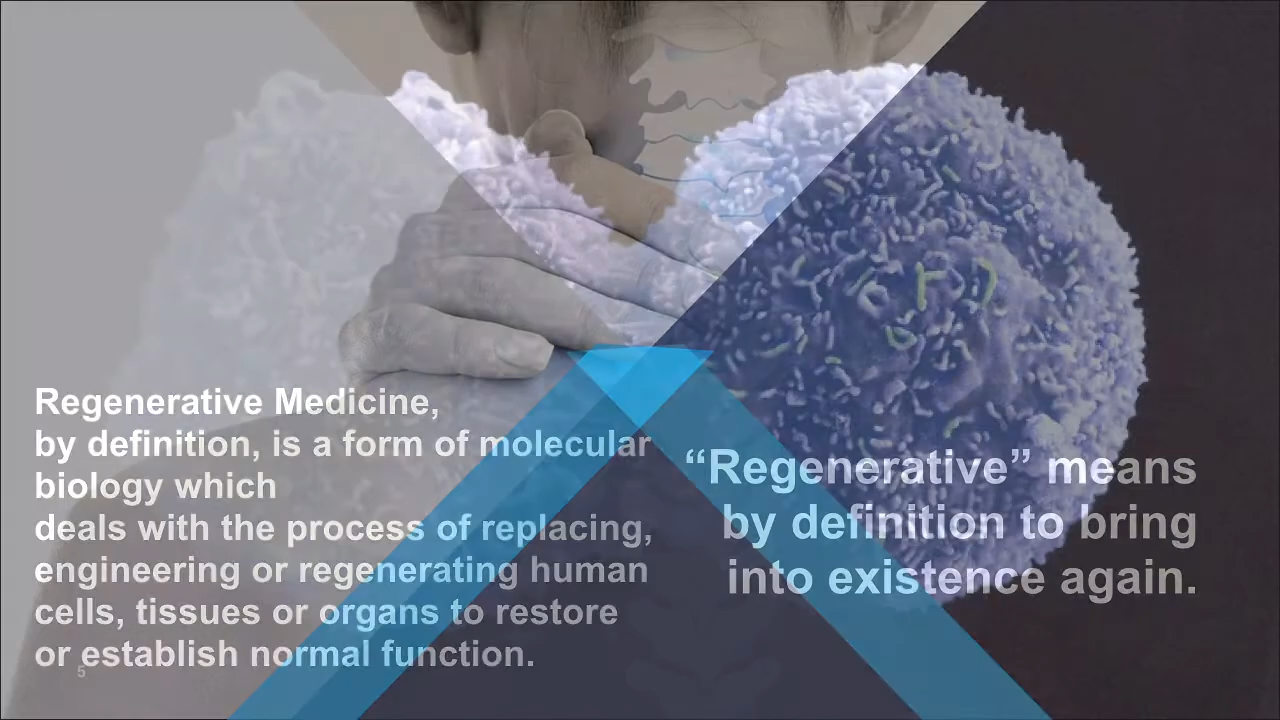 Regenerative Medicine,
by definition, is a form of molecular
biology which
deals with the process of replacing,
engineering or regenerating human
cells, tissues or organs to restore
or establish normal function.
5
“Regenerative” means
by definition to bring
into existence again.